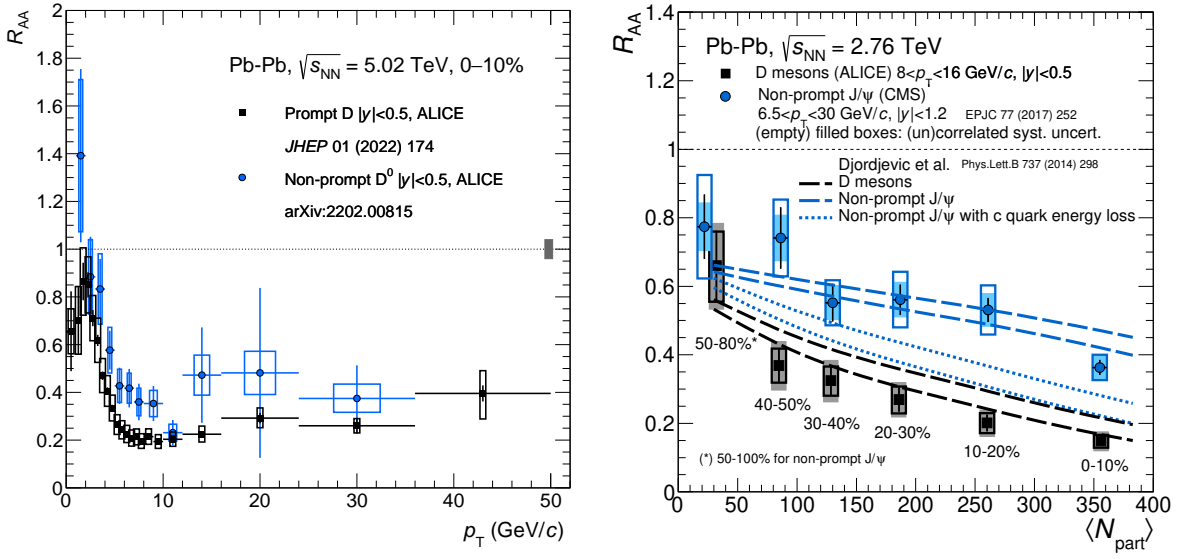 R_AA
2
1.8
1.6
1.4
1.2
1
0.8
0.6
0.4
0.2
0
Pb-Pb, √s_NN = 5.02 TeV, 0–10%
Prompt D |y|<0.5, ALICE
JHEP 01 (2022) 174
Non-prompt D⁰ |y|<0.5, ALICE
arXiv:2202.00815
0 10 20 30 40 50
p_T (GeV/c)
R_AA
1.4
1.2
1.0
0.8
0.6
0.4
0.2
0.0
Pb-Pb, √s_NN = 2.76 TeV
D mesons (ALICE) 8<p_T<16 GeV/c, |y|<0.5
Non-prompt J/ψ (CMS)
6.5<p_T<30 GeV/c, |y|<1.2 EPJC 77 (2017) 252
(empty) filled boxes: (un)correlated syst. uncert.
Djordjevic et al. Phys.Lett.B 737 (2014) 298
D mesons
Non-prompt J/ψ
Non-prompt J/ψ with c quark energy loss
50-80%*
40-50%
30-40%
20-30%
10-20%
0-10%
(*) 50-100% for non-prompt J/ψ
0 50 100 150 200 250 300 350 400
⟨N_part⟩